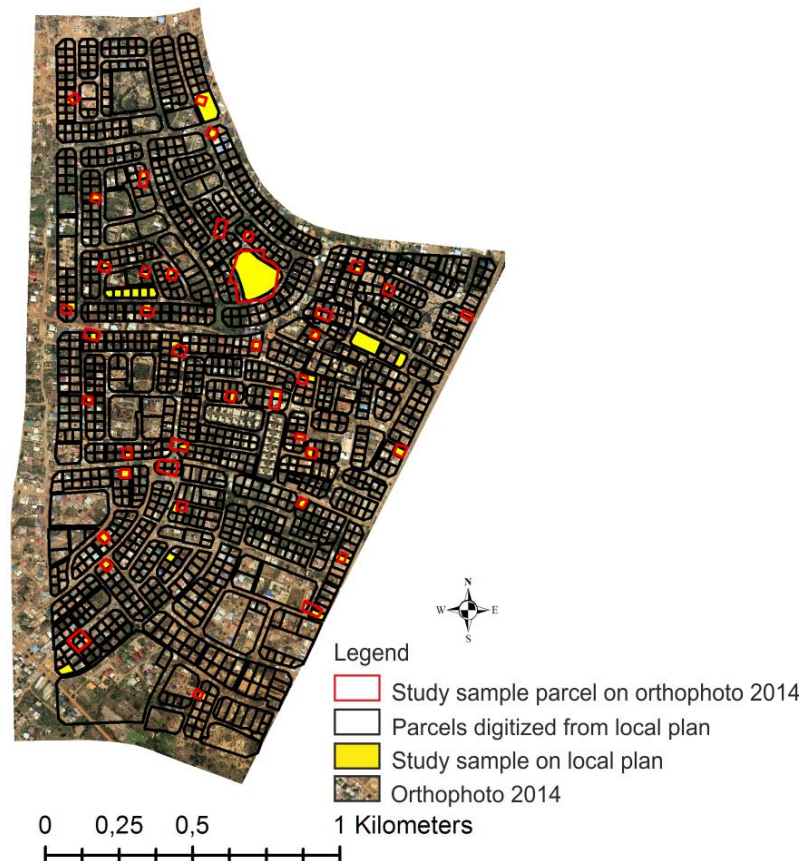 N
W E
S
Legend
Study sample parcel on orthophoto 2014
Parcels digitized from local plan
Study sample on local plan
Orthophoto 2014
0 0,25 0,5 1 Kilometers